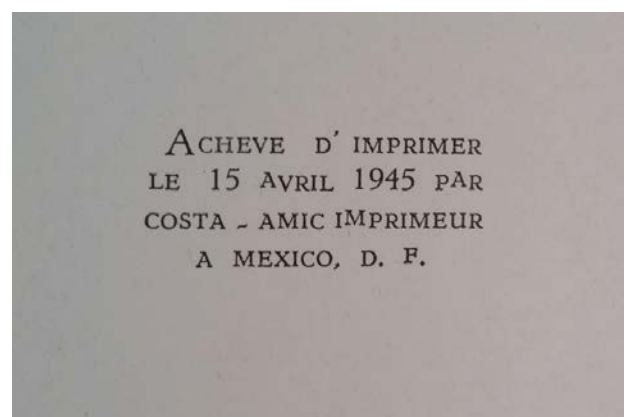 ACHEVE D' IMPRIMER
LE 15 AVRIL 1945 PAR
COSTA - AMIC IMPRIMEUR
A MEXICO, D. F.